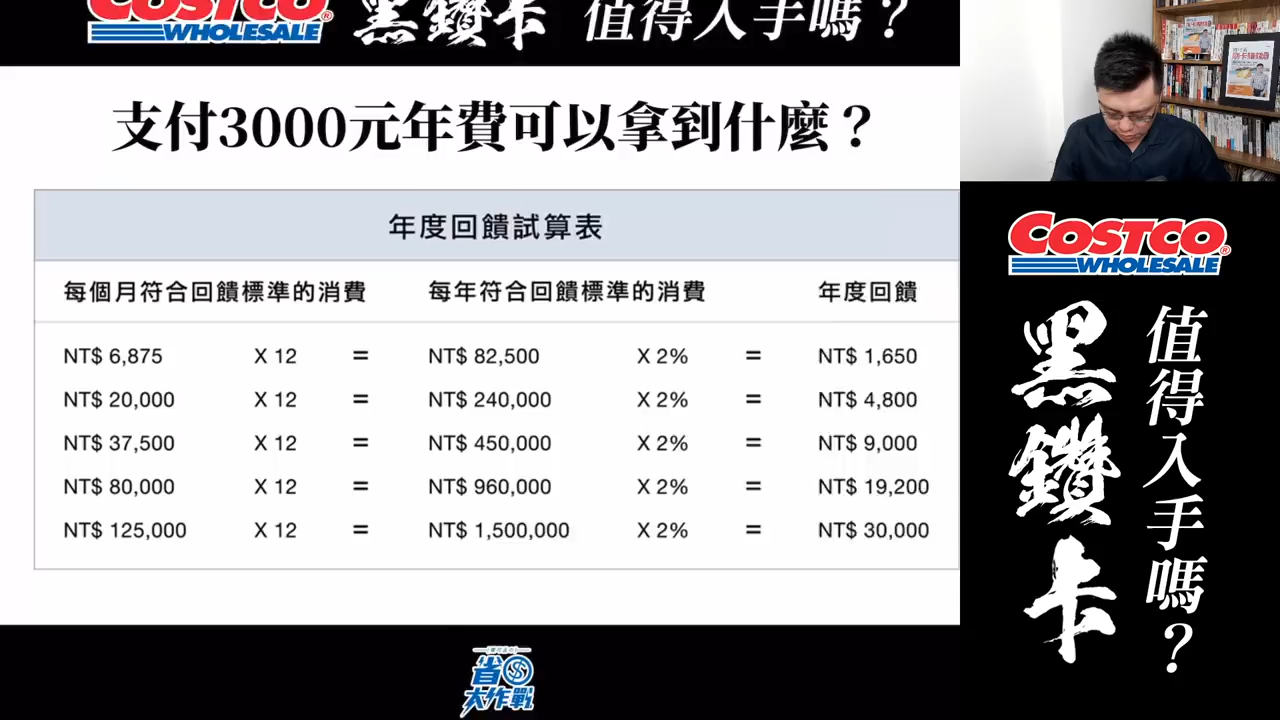 COSTCO®
WHOLESALE
黑鑽卡 值得入手嗎？
支付3000元年費可以拿到什麼？
年度回饋試算表
每個月符合回饋標準的消費 每年符合回饋標準的消費 年度回饋
NT$ 6,875 X 12 = NT$ 82,500 X 2% = NT$ 1,650
NT$ 20,000 X 12 = NT$ 240,000 X 2% = NT$ 4,800
NT$ 37,500 X 12 = NT$ 450,000 X 2% = NT$ 9,000
NT$ 80,000 X 12 = NT$ 960,000 X 2% = NT$ 19,200
NT$ 125,000 X 12 = NT$ 1,500,000 X 2% = NT$ 30,000
省$
大作戰
COSTCO®
WHOLESALE
黑鑽卡
值得入手嗎？